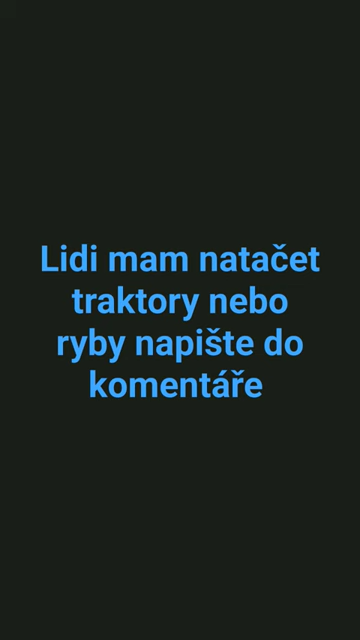 Lidi mam natačet
traktory nebo
ryby napište do
komentáře